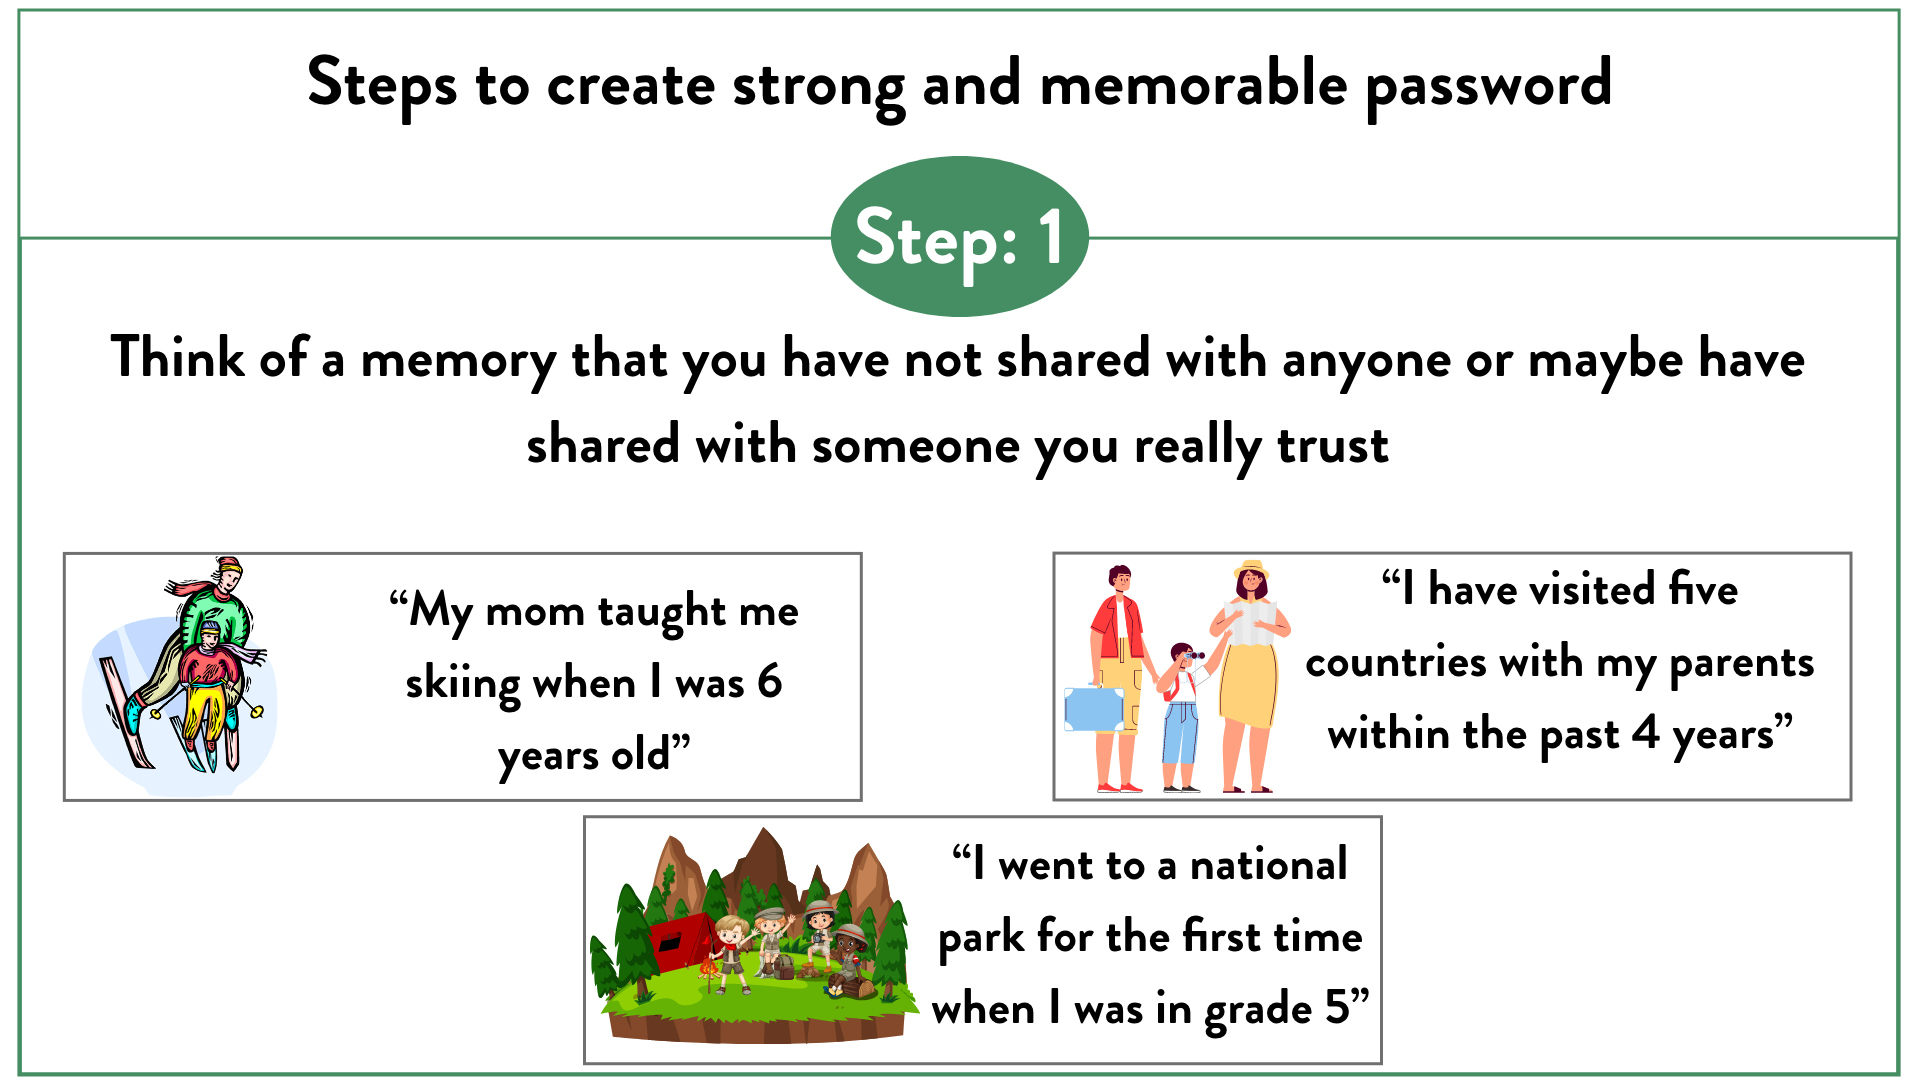 Steps to create strong and memorable password
Step: 1
Think of a memory that you have not shared with anyone or maybe have
shared with someone you really trust
“My mom taught me
skiing when I was 6
years old”
“I have visited five
countries with my parents
within the past 4 years”
“I went to a national
park for the first time
when I was in grade 5”